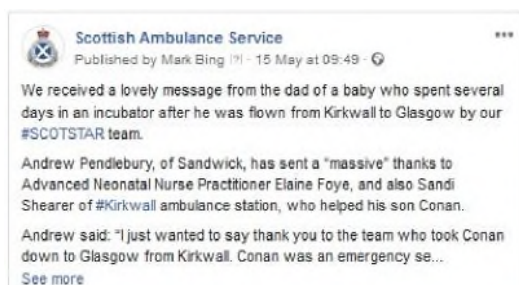 Scottish Ambulance Service
Published by Mark Bing [?] · 15 May at 09:49 ·
We received a lovely message from the dad of a baby who spent several
days in an incubator after he was flown from Kirkwall to Glasgow by our
#SCOTSTAR team.
Andrew Pendlebury, of Sandwick, has sent a "massive" thanks to
Advanced Neonatal Nurse Practitioner Elaine Foye, and also Sandi
Shearer of #Kirkwall ambulance station, who helped his son Conan.
Andrew said: "I just wanted to say thank you to the team who took Conan
down to Glasgow from Kirkwall. Conan was an emergency se...
See more